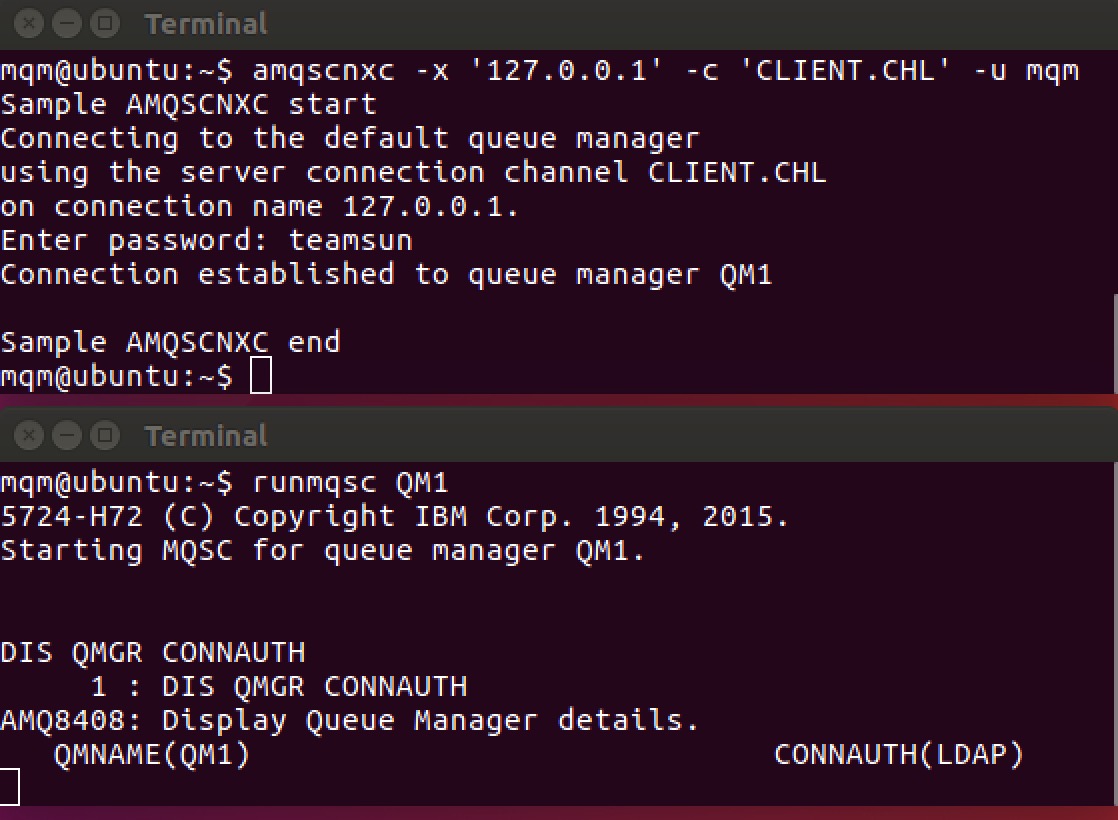 Terminal
mqm@ubuntu:~$ amqscnxc -x '127.0.0.1' -c 'CLIENT.CHL' -u mqm
Sample AMQSCNXC start
Connecting to the default queue manager
using the server connection channel CLIENT.CHL
on connection name 127.0.0.1.
Enter password: teamsun
Connection established to queue manager QM1
Sample AMQSCNXC end
mqm@ubuntu:~$
Terminal
mqm@ubuntu:~$ runmqsc QM1
5724-H72 (C) Copyright IBM Corp. 1994, 2015.
Starting MQSC for queue manager QM1.
DIS QMGR CONNAUTH
1 : DIS QMGR CONNAUTH
AMQ8408: Display Queue Manager details.
QMNAME(QM1) CONNAUTH(LDAP)